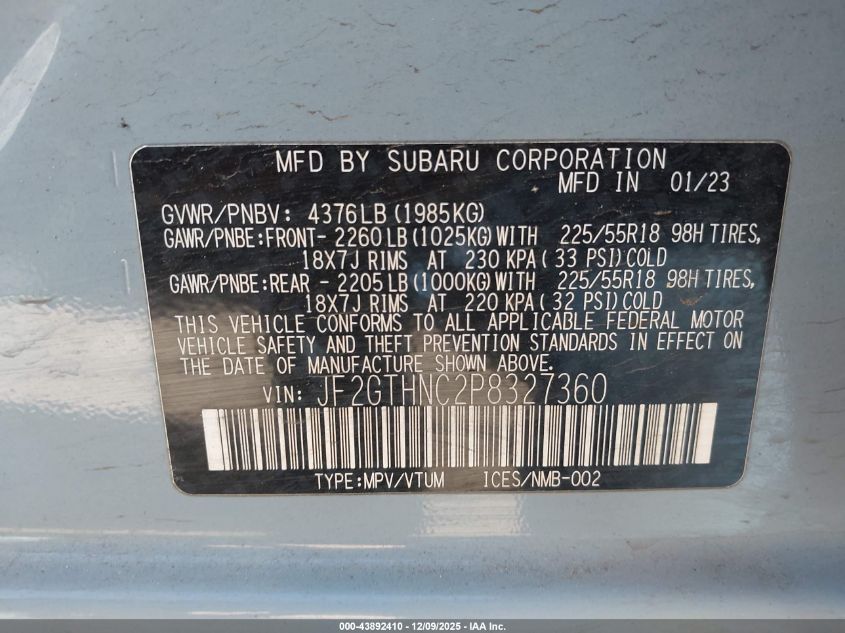 MFD BY SUBARU CORPORATION
MFD IN 01/23
GVWR/PNBV: 4376LB (1985KG)
GAWR/PNBE:FRONT- 2260 LB (1025KG) WITH 225/55R18 98H TIRES,
18X7J RIMS AT 230 KPA ( 33 PSI) COLD
GAWR/PNBE:REAR - 2205 LB (1000KG) WITH 225/55R18 98H TIRES,
18X7J RIMS AT 220 KPA ( 32 PSI) COLD
THIS VEHICLE CONFORMS TO ALL APPLICABLE FEDERAL MOTOR
VEHICLE SAFETY AND THEFT PREVENTION STANDARDS IN EFFECT ON
THE DATE OF MANUFACTURE SHOWN ABOVE.
VIN: JF2GTHNC2P8327360
TYPE:MPV/VTUM ICES/NMB-002
000-43892410 - 12/09/2025 - IAA Inc.